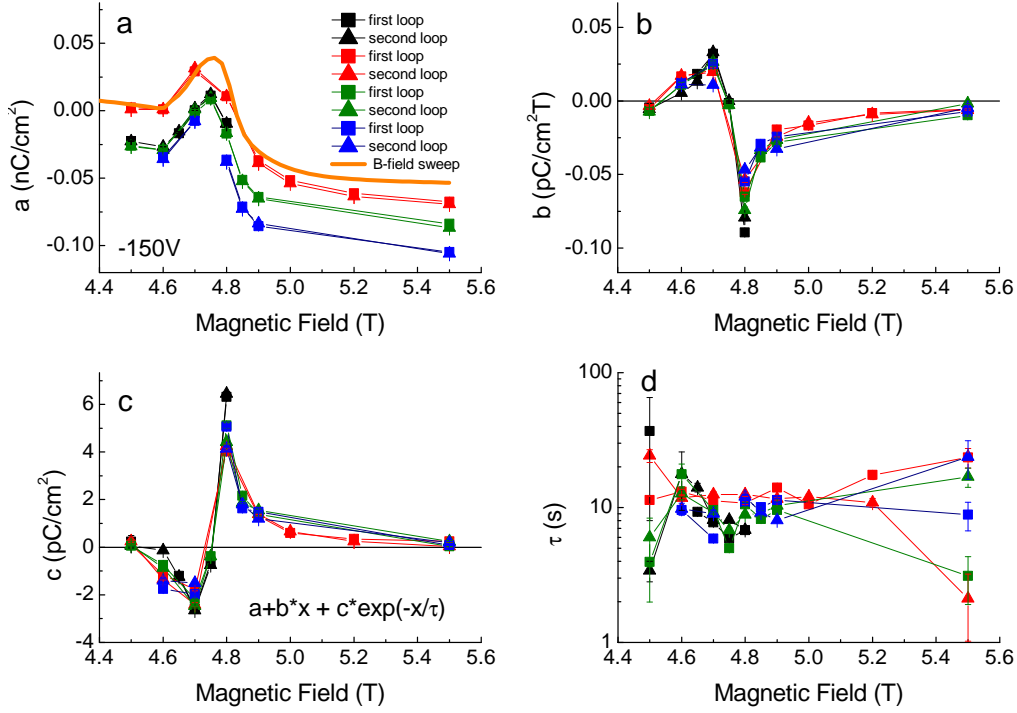 a
first loop
second loop
first loop
second loop
first loop
second loop
first loop
second loop
B-field sweep
0.05
0.00
-0.05
-0.10
a (nC/cm²)
-150V
4.4 4.6 4.8 5.0 5.2 5.4 5.6
Magnetic Field (T)
b
0.05
0.00
-0.05
-0.10
b (pC/cm²T)
4.4 4.6 4.8 5.0 5.2 5.4 5.6
Magnetic Field (T)
c
6
4
2
0
-2
-4
c (pC/cm²)
a+b*x + c*exp(-x/τ)
4.4 4.6 4.8 5.0 5.2 5.4 5.6
Magnetic Field (T)
d
100
10
1
τ (s)
4.4 4.6 4.8 5.0 5.2 5.4 5.6
Magnetic Field (T)